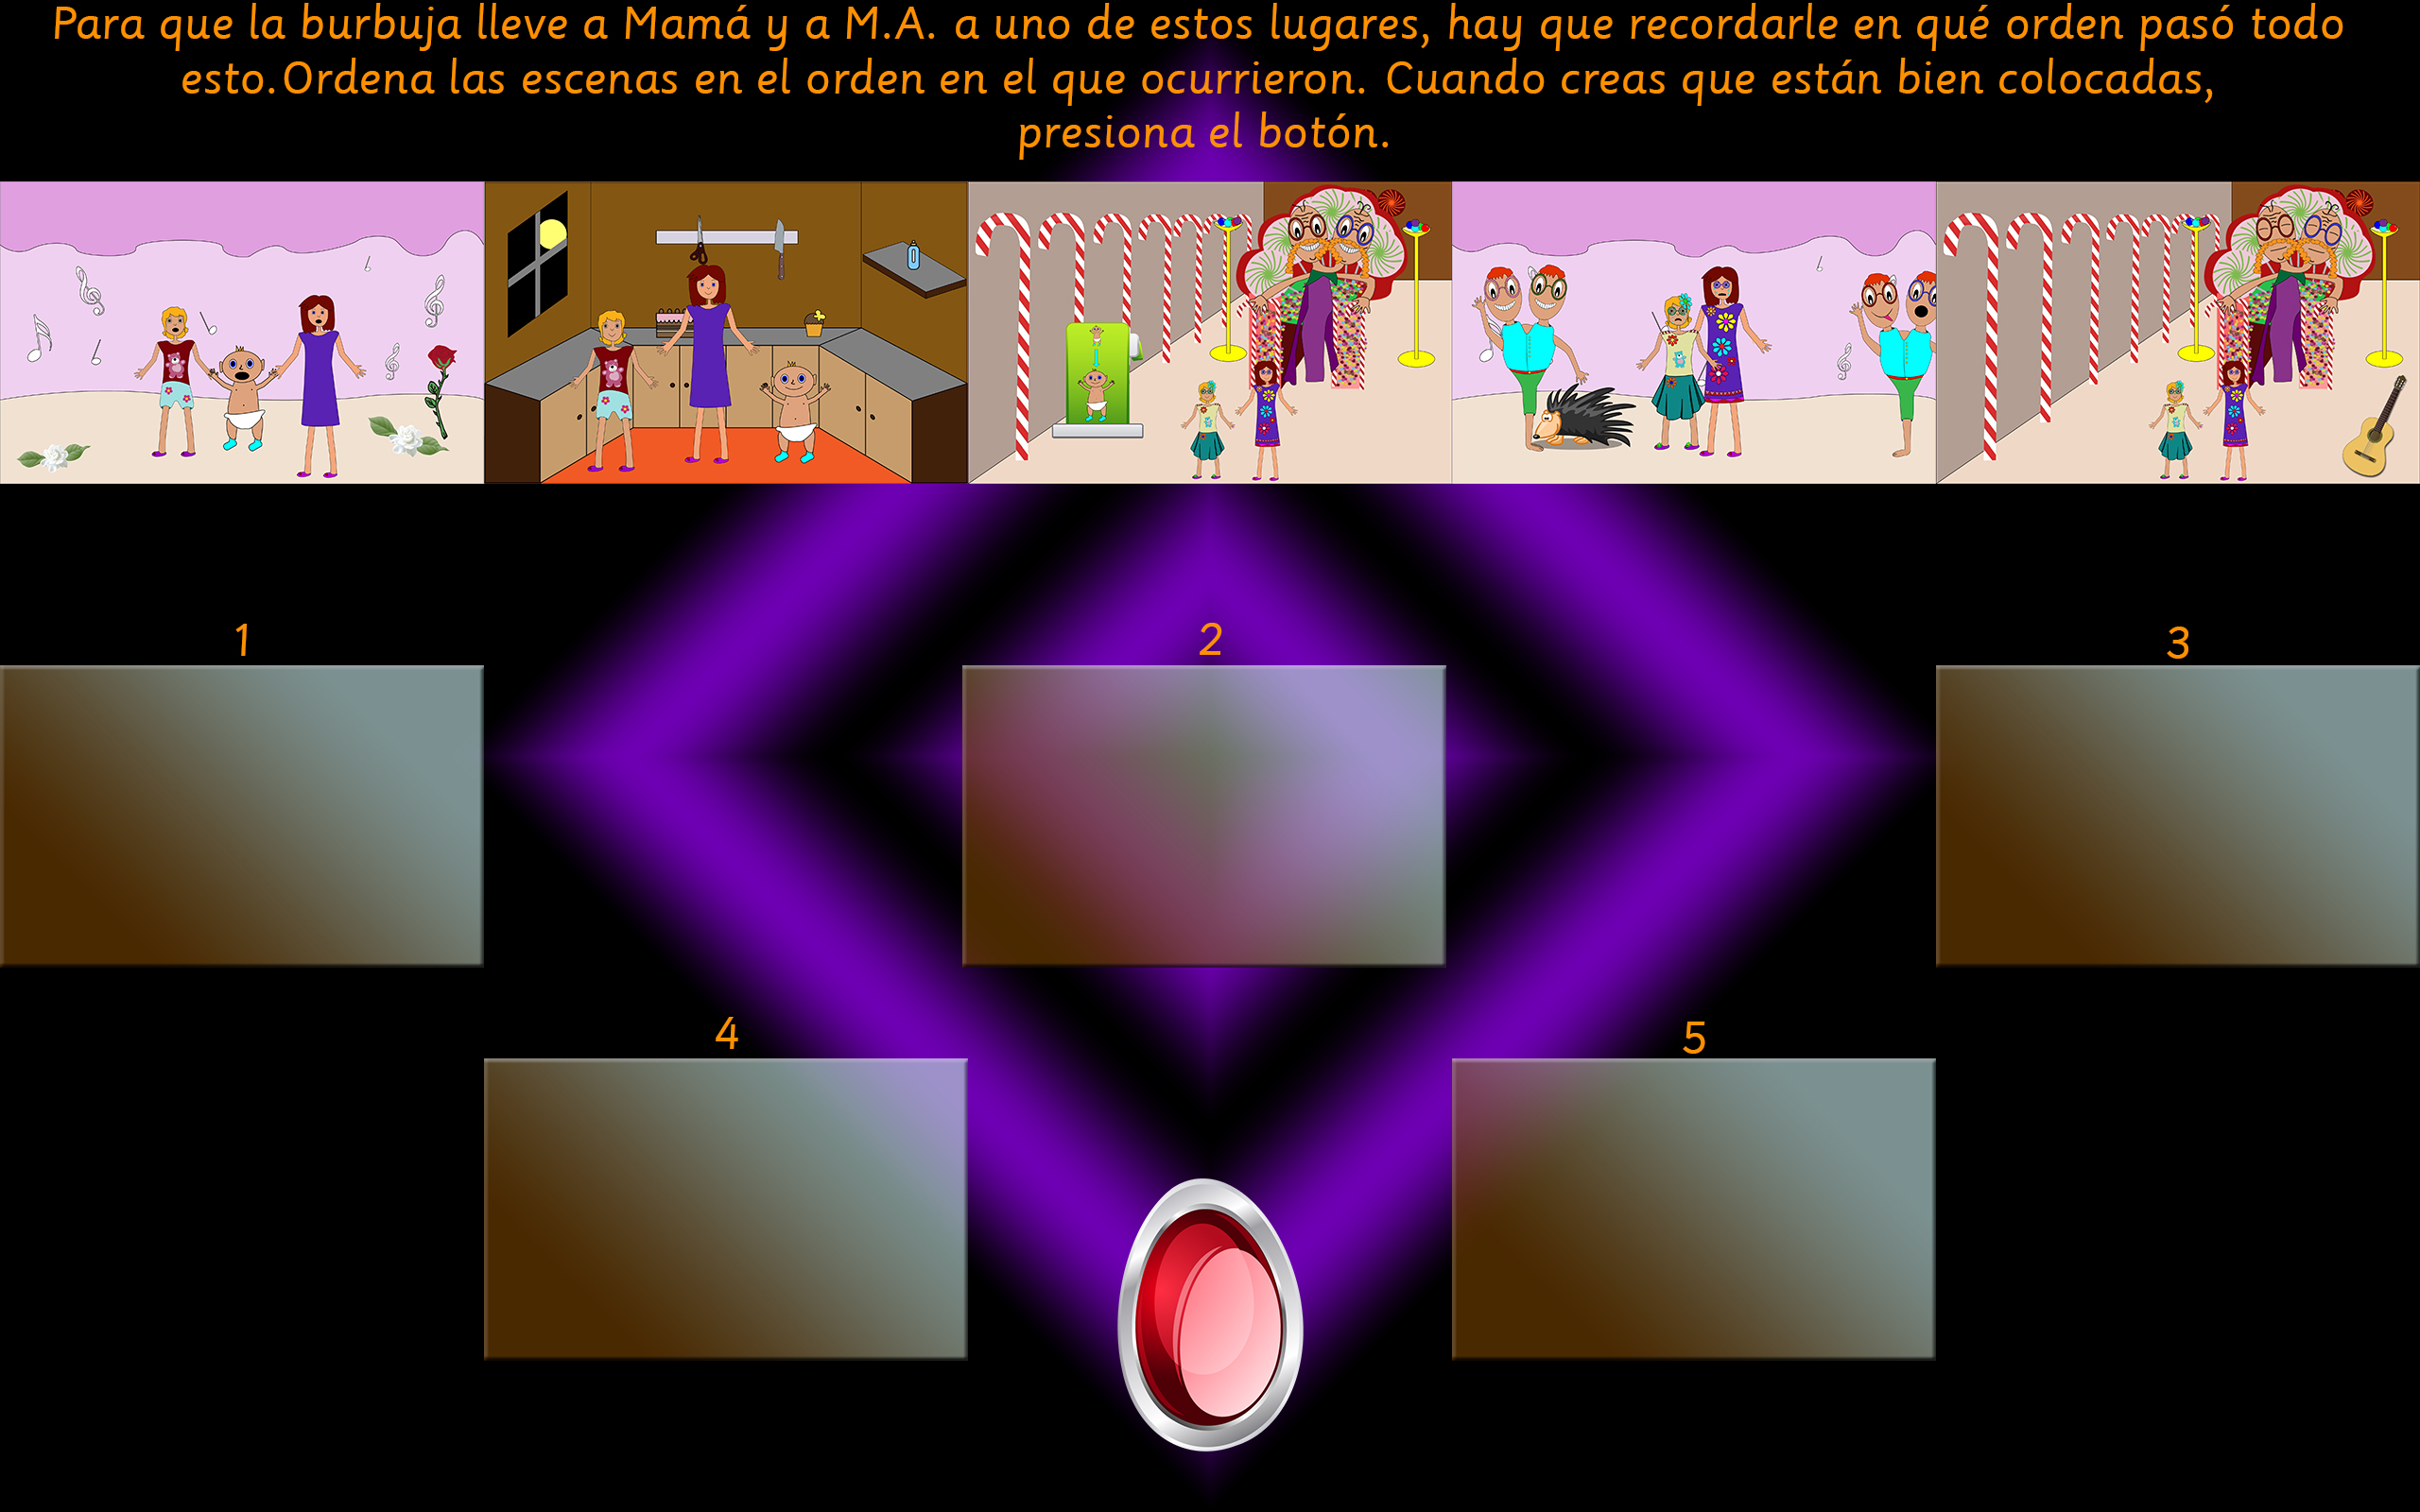 Para que la burbuja lleve a Mamá y a M.A. a uno de estos lugares, hay que recordarle en qué orden pasó todo
esto.Ordena las escenas en el orden en el que ocurrieron. Cuando creas que están bien colocadas,
presiona el botón.
1
2
3
4
5